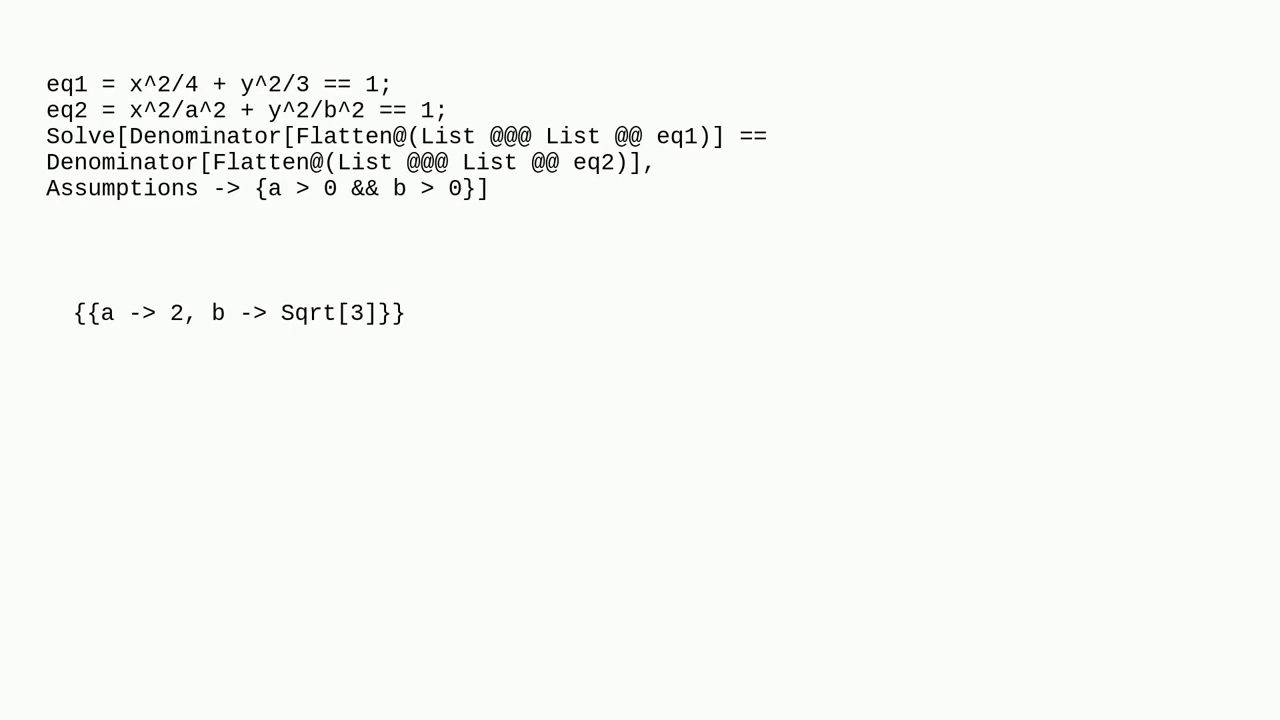 eq1 = x^2/4 + y^2/3 == 1;
eq2 = x^2/a^2 + y^2/b^2 == 1;
Solve[Denominator[Flatten@(List @@@ List @@ eq1)] ==
Denominator[Flatten@(List @@@ List @@ eq2)],
Assumptions -> {a > 0 && b > 0}]
{{a -> 2, b -> Sqrt[3]}}